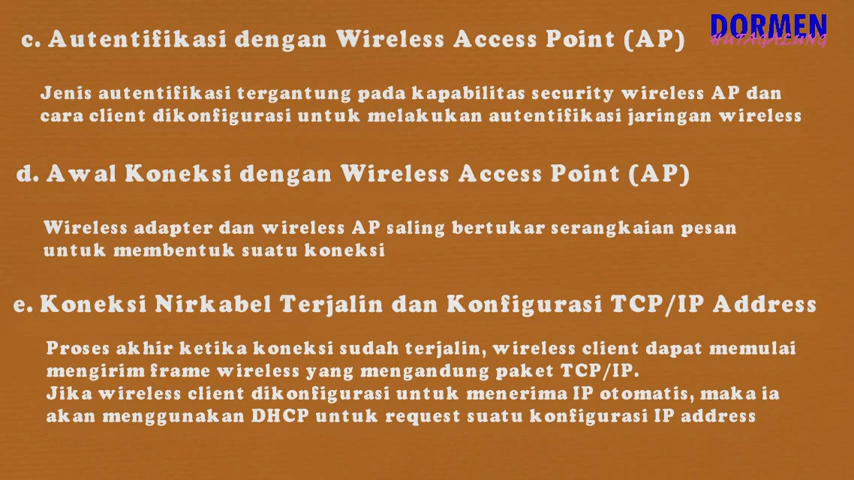 c. Autentifikasi dengan Wireless Access Point (AP)
DORMEN
HUTAGALUNG
Jenis autentifikasi tergantung pada kapabilitas security wireless AP dan
cara client dikonfigurasi untuk melakukan autentifikasi jaringan wireless
d. Awal Koneksi dengan Wireless Access Point (AP)
Wireless adapter dan wireless AP saling bertukar serangkaian pesan
untuk membentuk suatu koneksi
e. Koneksi Nirkabel Terjalin dan Konfigurasi TCP/IP Address
Proses akhir ketika koneksi sudah terjalin, wireless client dapat memulai
mengirim frame wireless yang mengandung paket TCP/IP.
Jika wireless client dikonfigurasi untuk menerima IP otomatis, maka ia
akan menggunakan DHCP untuk request suatu konfigurasi IP address